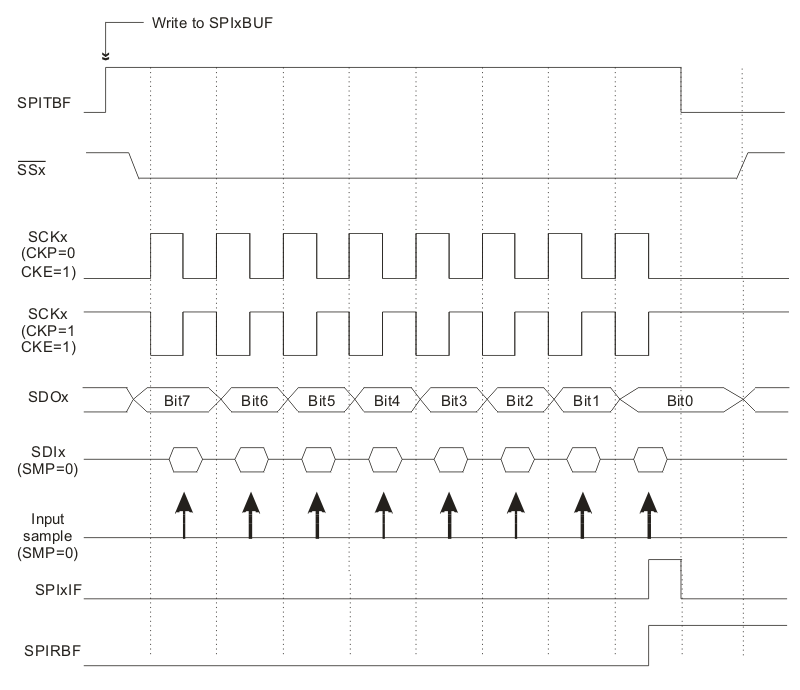 Write to SPIxBUF
SPITBF
SSx
SCKx
(CKP=0
CKE=1)
SCKx
(CKP=1
CKE=1)
SDOx
Bit7 Bit6 Bit5 Bit4 Bit3 Bit2 Bit1 Bit0
SDIx
(SMP=0)
Input
sample
(SMP=0)
SPIxIF
SPIRBF